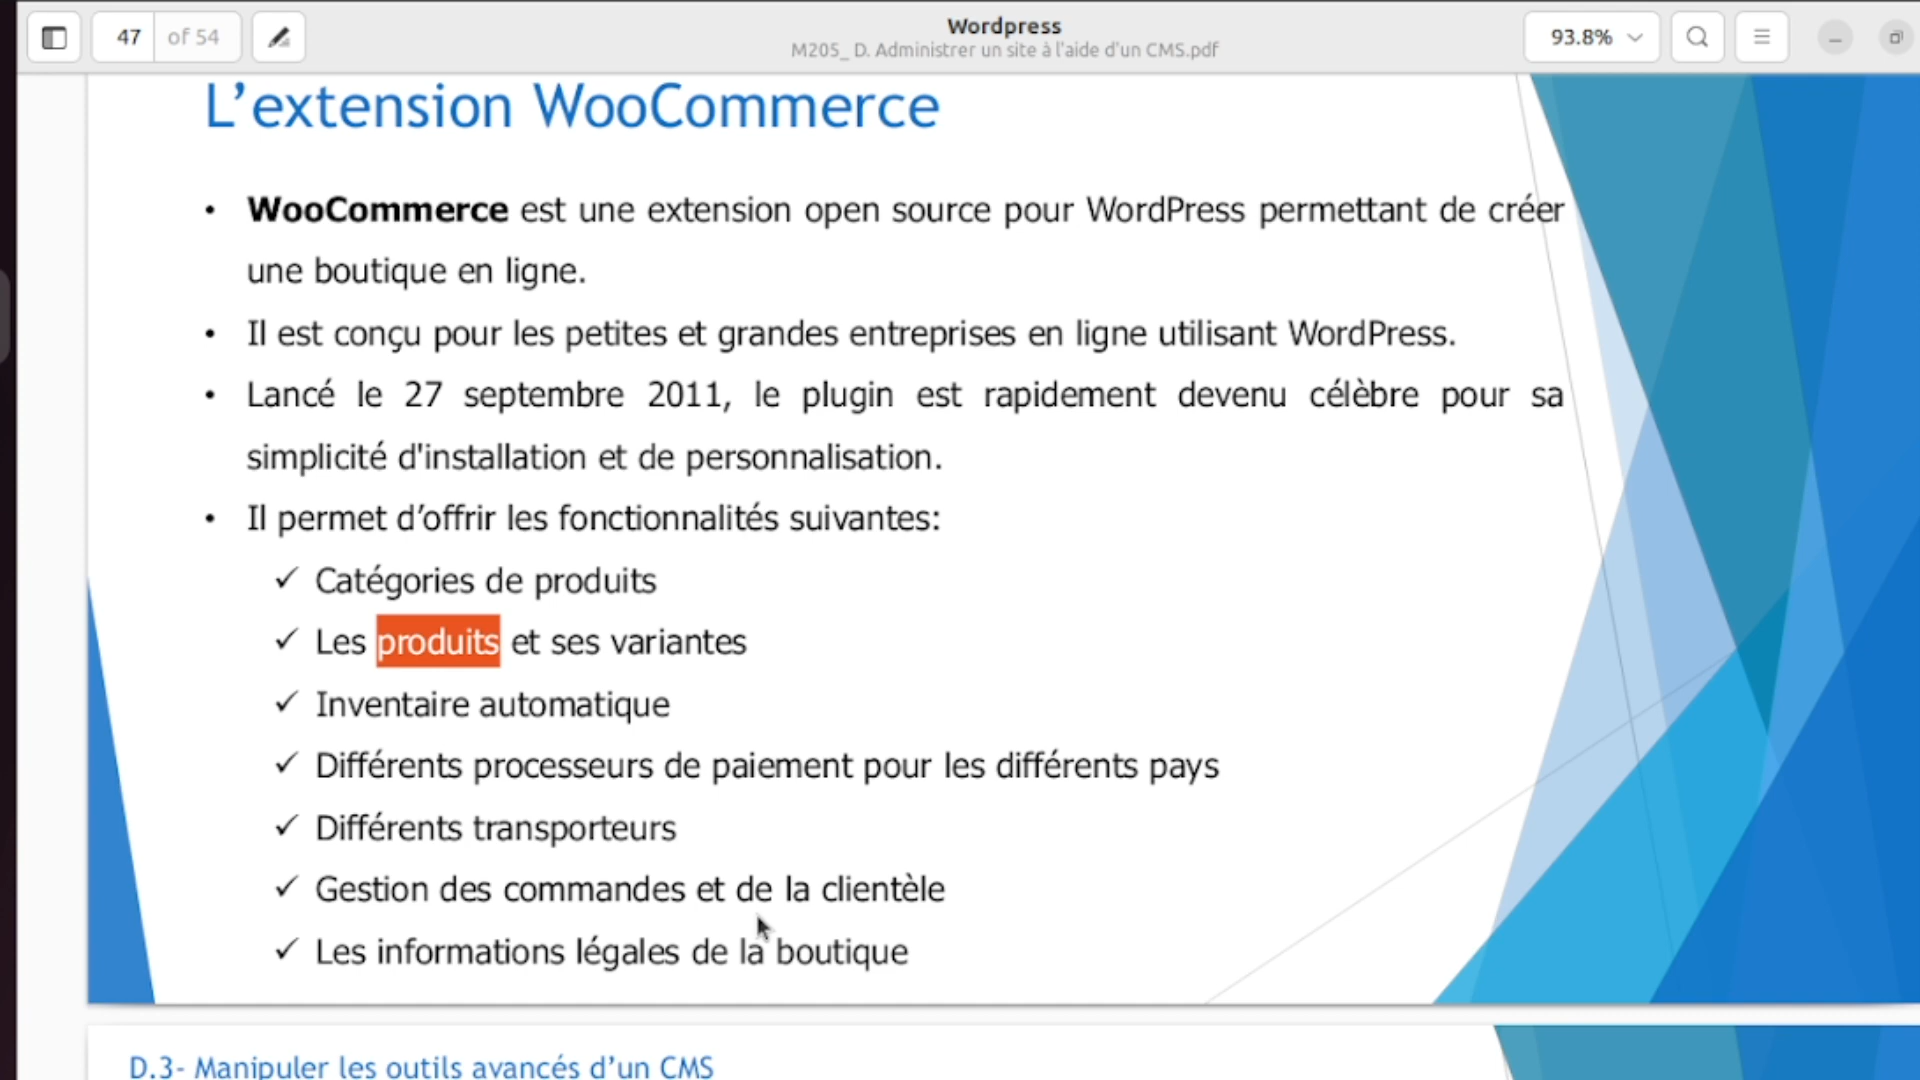 47 of 54
Wordpress
M205_ D. Administrer un site à l'aide d'un CMS.pdf
93.8%
L’extension WooCommerce
• WooCommerce est une extension open source pour WordPress permettant de créer
une boutique en ligne.
• Il est conçu pour les petites et grandes entreprises en ligne utilisant WordPress.
• Lancé le 27 septembre 2011, le plugin est rapidement devenu célèbre pour sa
simplicité d'installation et de personnalisation.
• Il permet d’offrir les fonctionnalités suivantes:
✓ Catégories de produits
✓ Les produits et ses variantes
✓ Inventaire automatique
✓ Différents processeurs de paiement pour les différents pays
✓ Différents transporteurs
✓ Gestion des commandes et de la clientèle
✓ Les informations légales de la boutique
D.3- Manipuler les outils avancés d’un CMS